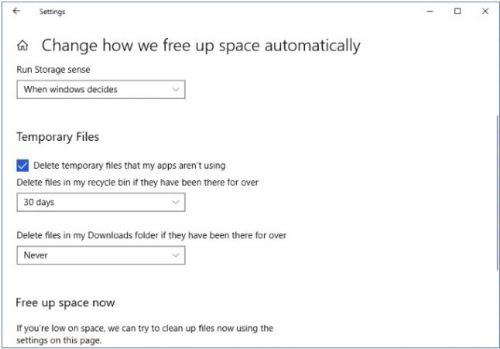 Settings
Change how we free up space automatically
Run Storage sense
When windows decides
Temporary Files
Delete temporary files that my apps aren't using
Delete files in my recycle bin if they have been there for over
30 days
Delete files in my Downloads folder if they have been there for over
Never
Free up space now
If you're low on space, we can try to clean up files now using the
settings on this page.